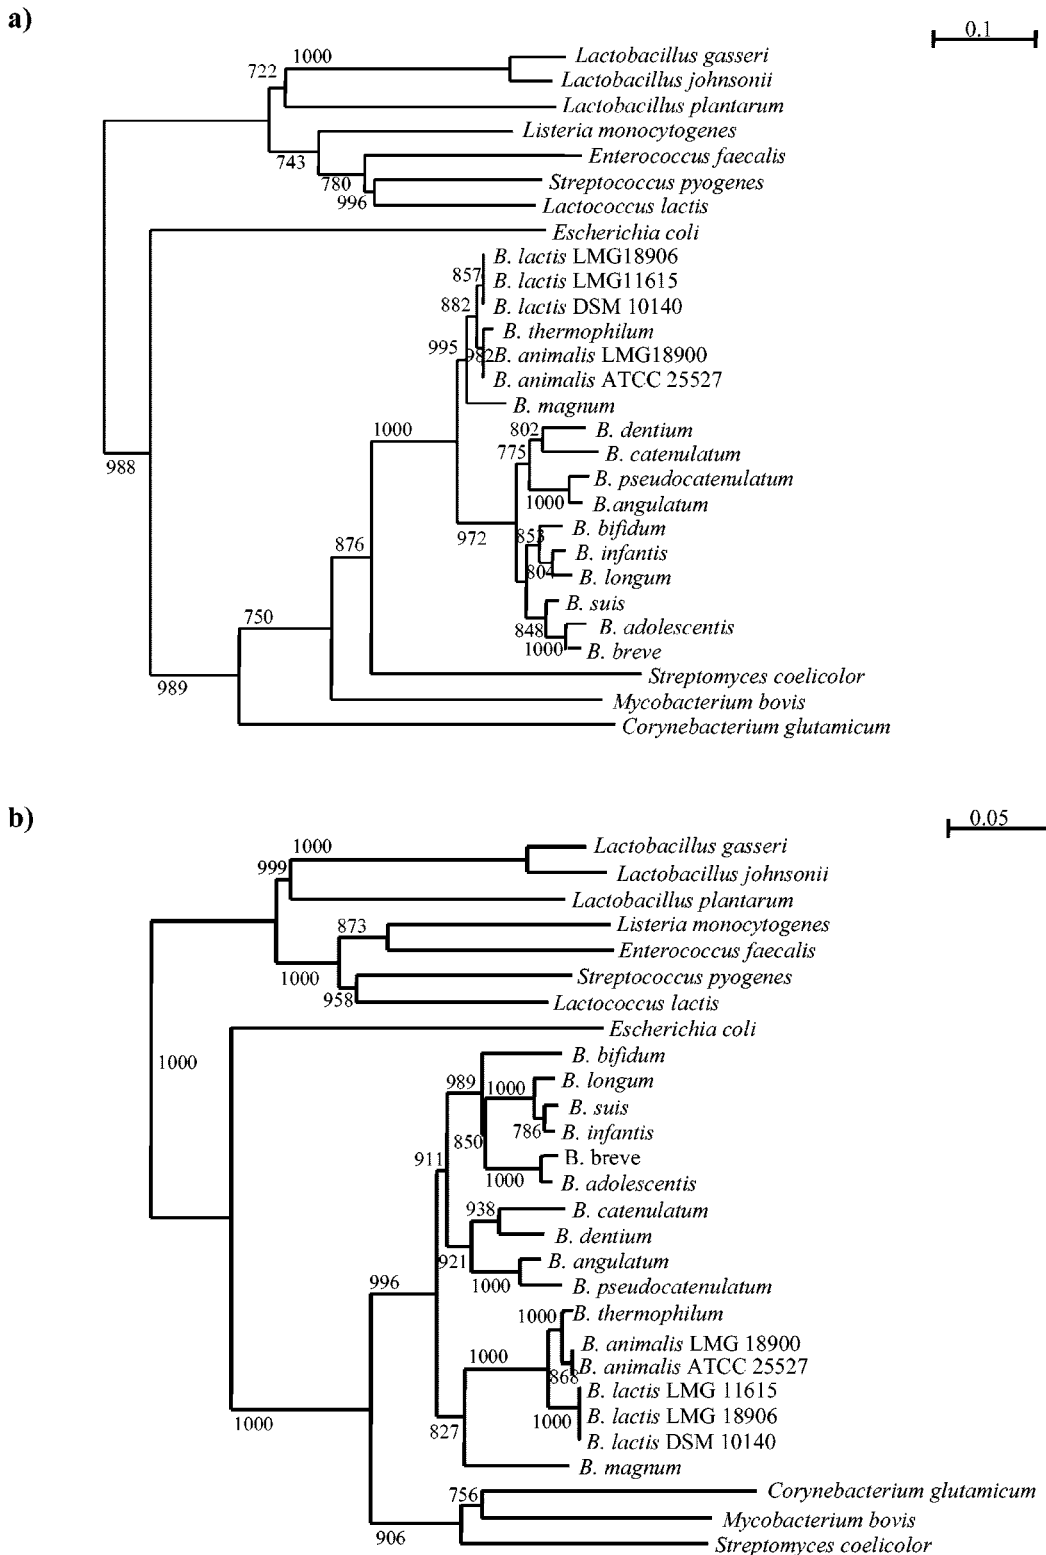 a)
0.1
1000
Lactobacillus gasseri
722
Lactobacillus johnsonii
Lactobacillus plantarum
Listeria monocytogenes
743
Enterococcus faecalis
780
Streptococcus pyogenes
996
Lactococcus lactis
Escherichia coli
B. lactis LMG18906
857
B. lactis LMG11615
882
B. lactis DSM 10140
B. thermophilum
995
982
B. animalis LMG18900
B. animalis ATCC 25527
B. magnum
1000
802
B. dentium
775
B. catenulatum
988
B. pseudocatenulatum
1000
B.angulatum
B. bifidum
972
853
876
B. infantis
804
B. longum
B. suis
750
848
B. adolescentis
1000
B. breve
Streptomyces coelicolor
989
Mycobacterium bovis
Corynebacterium glutamicum
b)
0.05
1000
Lactobacillus gasseri
999
Lactobacillus johnsonii
Lactobacillus plantarum
873
Listeria monocytogenes
Enterococcus faecalis
1000
Streptococcus pyogenes
958
Lactococcus lactis
Escherichia coli
1000
B. bifidum
989
1000
B. longum
B. suis
786
B. infantis
850
911
B. breve
1000
B. adolescentis
938
B. catenulatum
B. dentium
921
B. angulatum
996
1000
B. pseudocatenulatum
1000
B. thermophilum
B. animalis LMG 18900
1000
B. animalis ATCC 25527
868
B. lactis LMG 11615
1000
1000
B. lactis LMG 18906
827
B. lactis DSM 10140
B. magnum
756
Corynebacterium glutamicum
Mycobacterium bovis
906
Streptomyces coelicolor